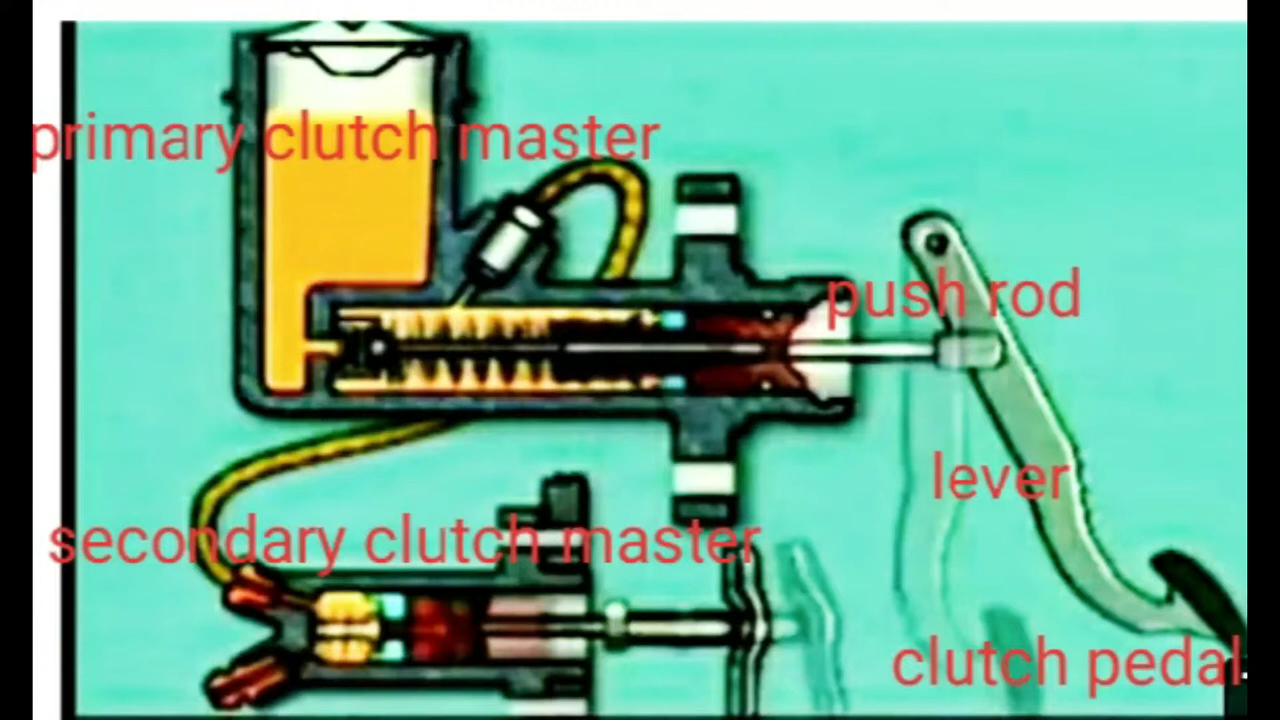 primary clutch master
push rod
lever
secondary clutch master
clutch pedal